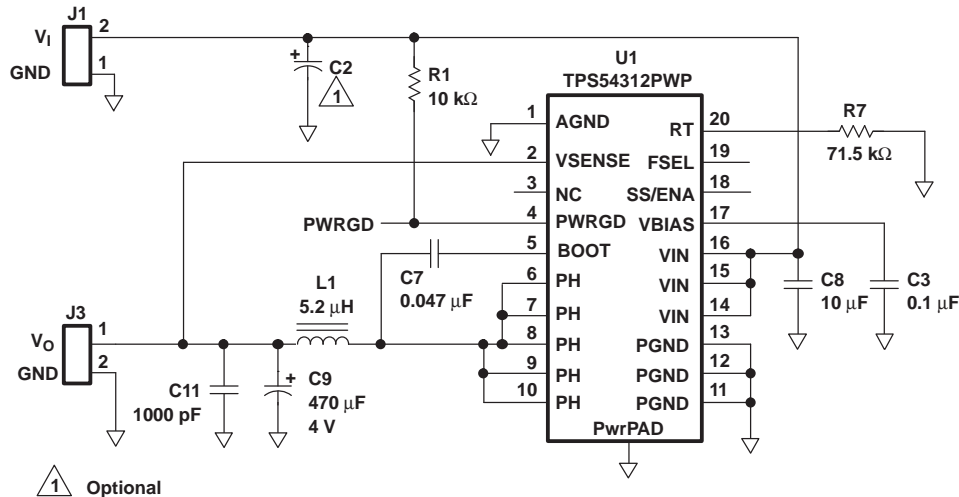 J1
VI
2
GND
1
C2
1
R1
10 kΩ
U1
TPS54312PWP
1
AGND
2
VSENSE
3
NC
PWRGD
4
PWRGD
5
BOOT
6
PH
7
PH
8
PH
9
PH
10
PH
20
RT
19
FSEL
18
SS/ENA
17
VBIAS
16
VIN
15
VIN
14
VIN
13
PGND
12
PGND
11
PGND
PwrPAD
R7
71.5 kΩ
C7
0.047 μF
L1
5.2 μH
C8
10 μF
C3
0.1 μF
J3
VO
1
GND
2
C11
1000 pF
+
C9
470 μF
4 V
+
1 Optional